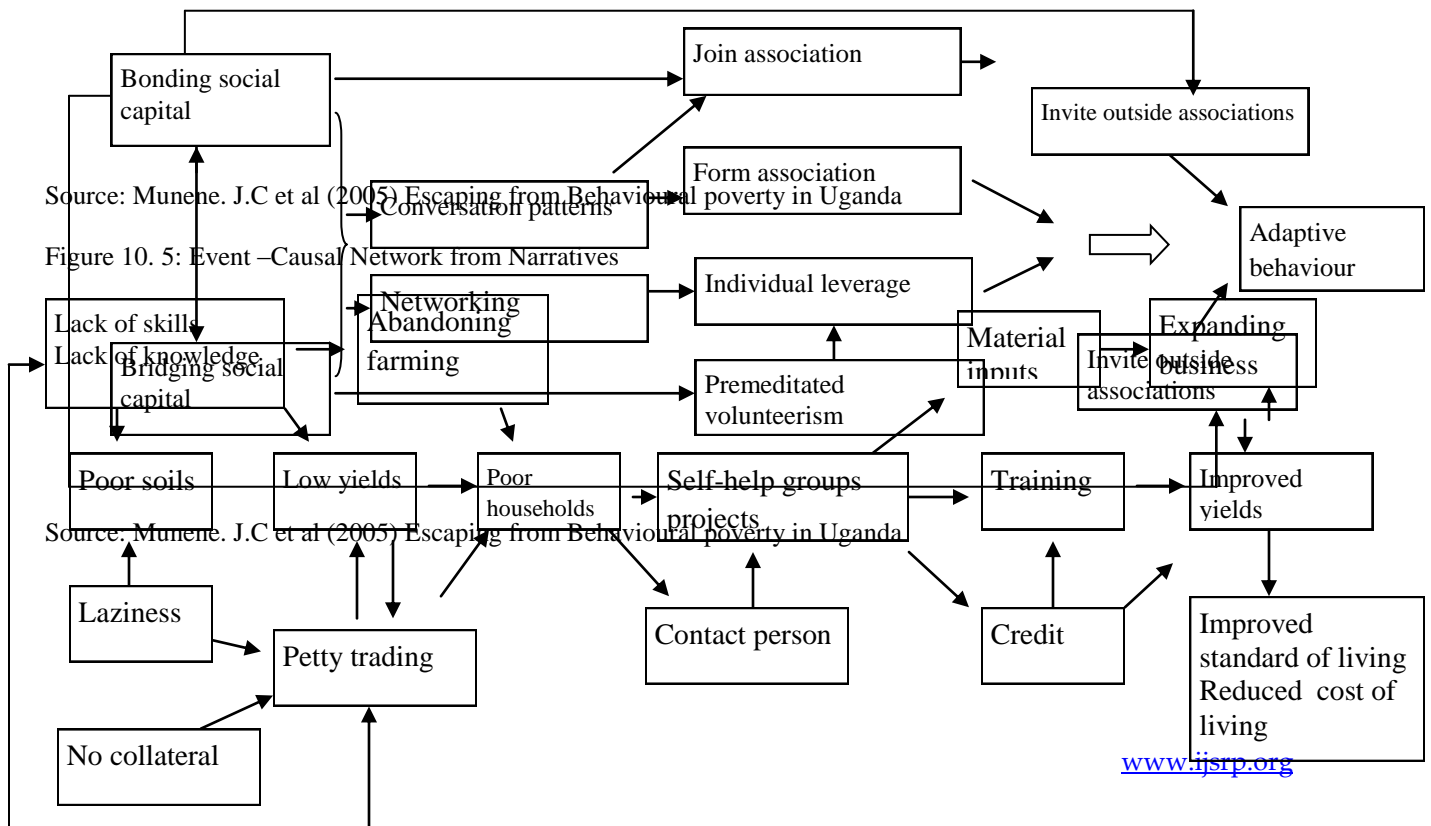 Join association
Bonding social
capital
Invite outside associations
Form association
Source: Munene. J.C et al (2005) Escaping from Behavioural poverty in Uganda
Conversation patterns
Adaptive
behaviour
Figure 10. 5: Event –Causal Network from Narratives
Individual leverage
Networking
Abandoning
farming
Lack of skills
Lack of knowledge
Bridging social
capital
Material
inputs
Expanding
business
Invite outside
associations
Premeditated
volunteerism
Poor soils
Low yields
Poor
households
Self-help groups
projects
Training
Improved
yields
Source: Munene. J.C et al (2005) Escaping from Behavioural poverty in Uganda
Laziness
Petty trading
Contact person
Credit
Improved
standard of living
Reduced cost of
living
No collateral
www.ijsrp.org